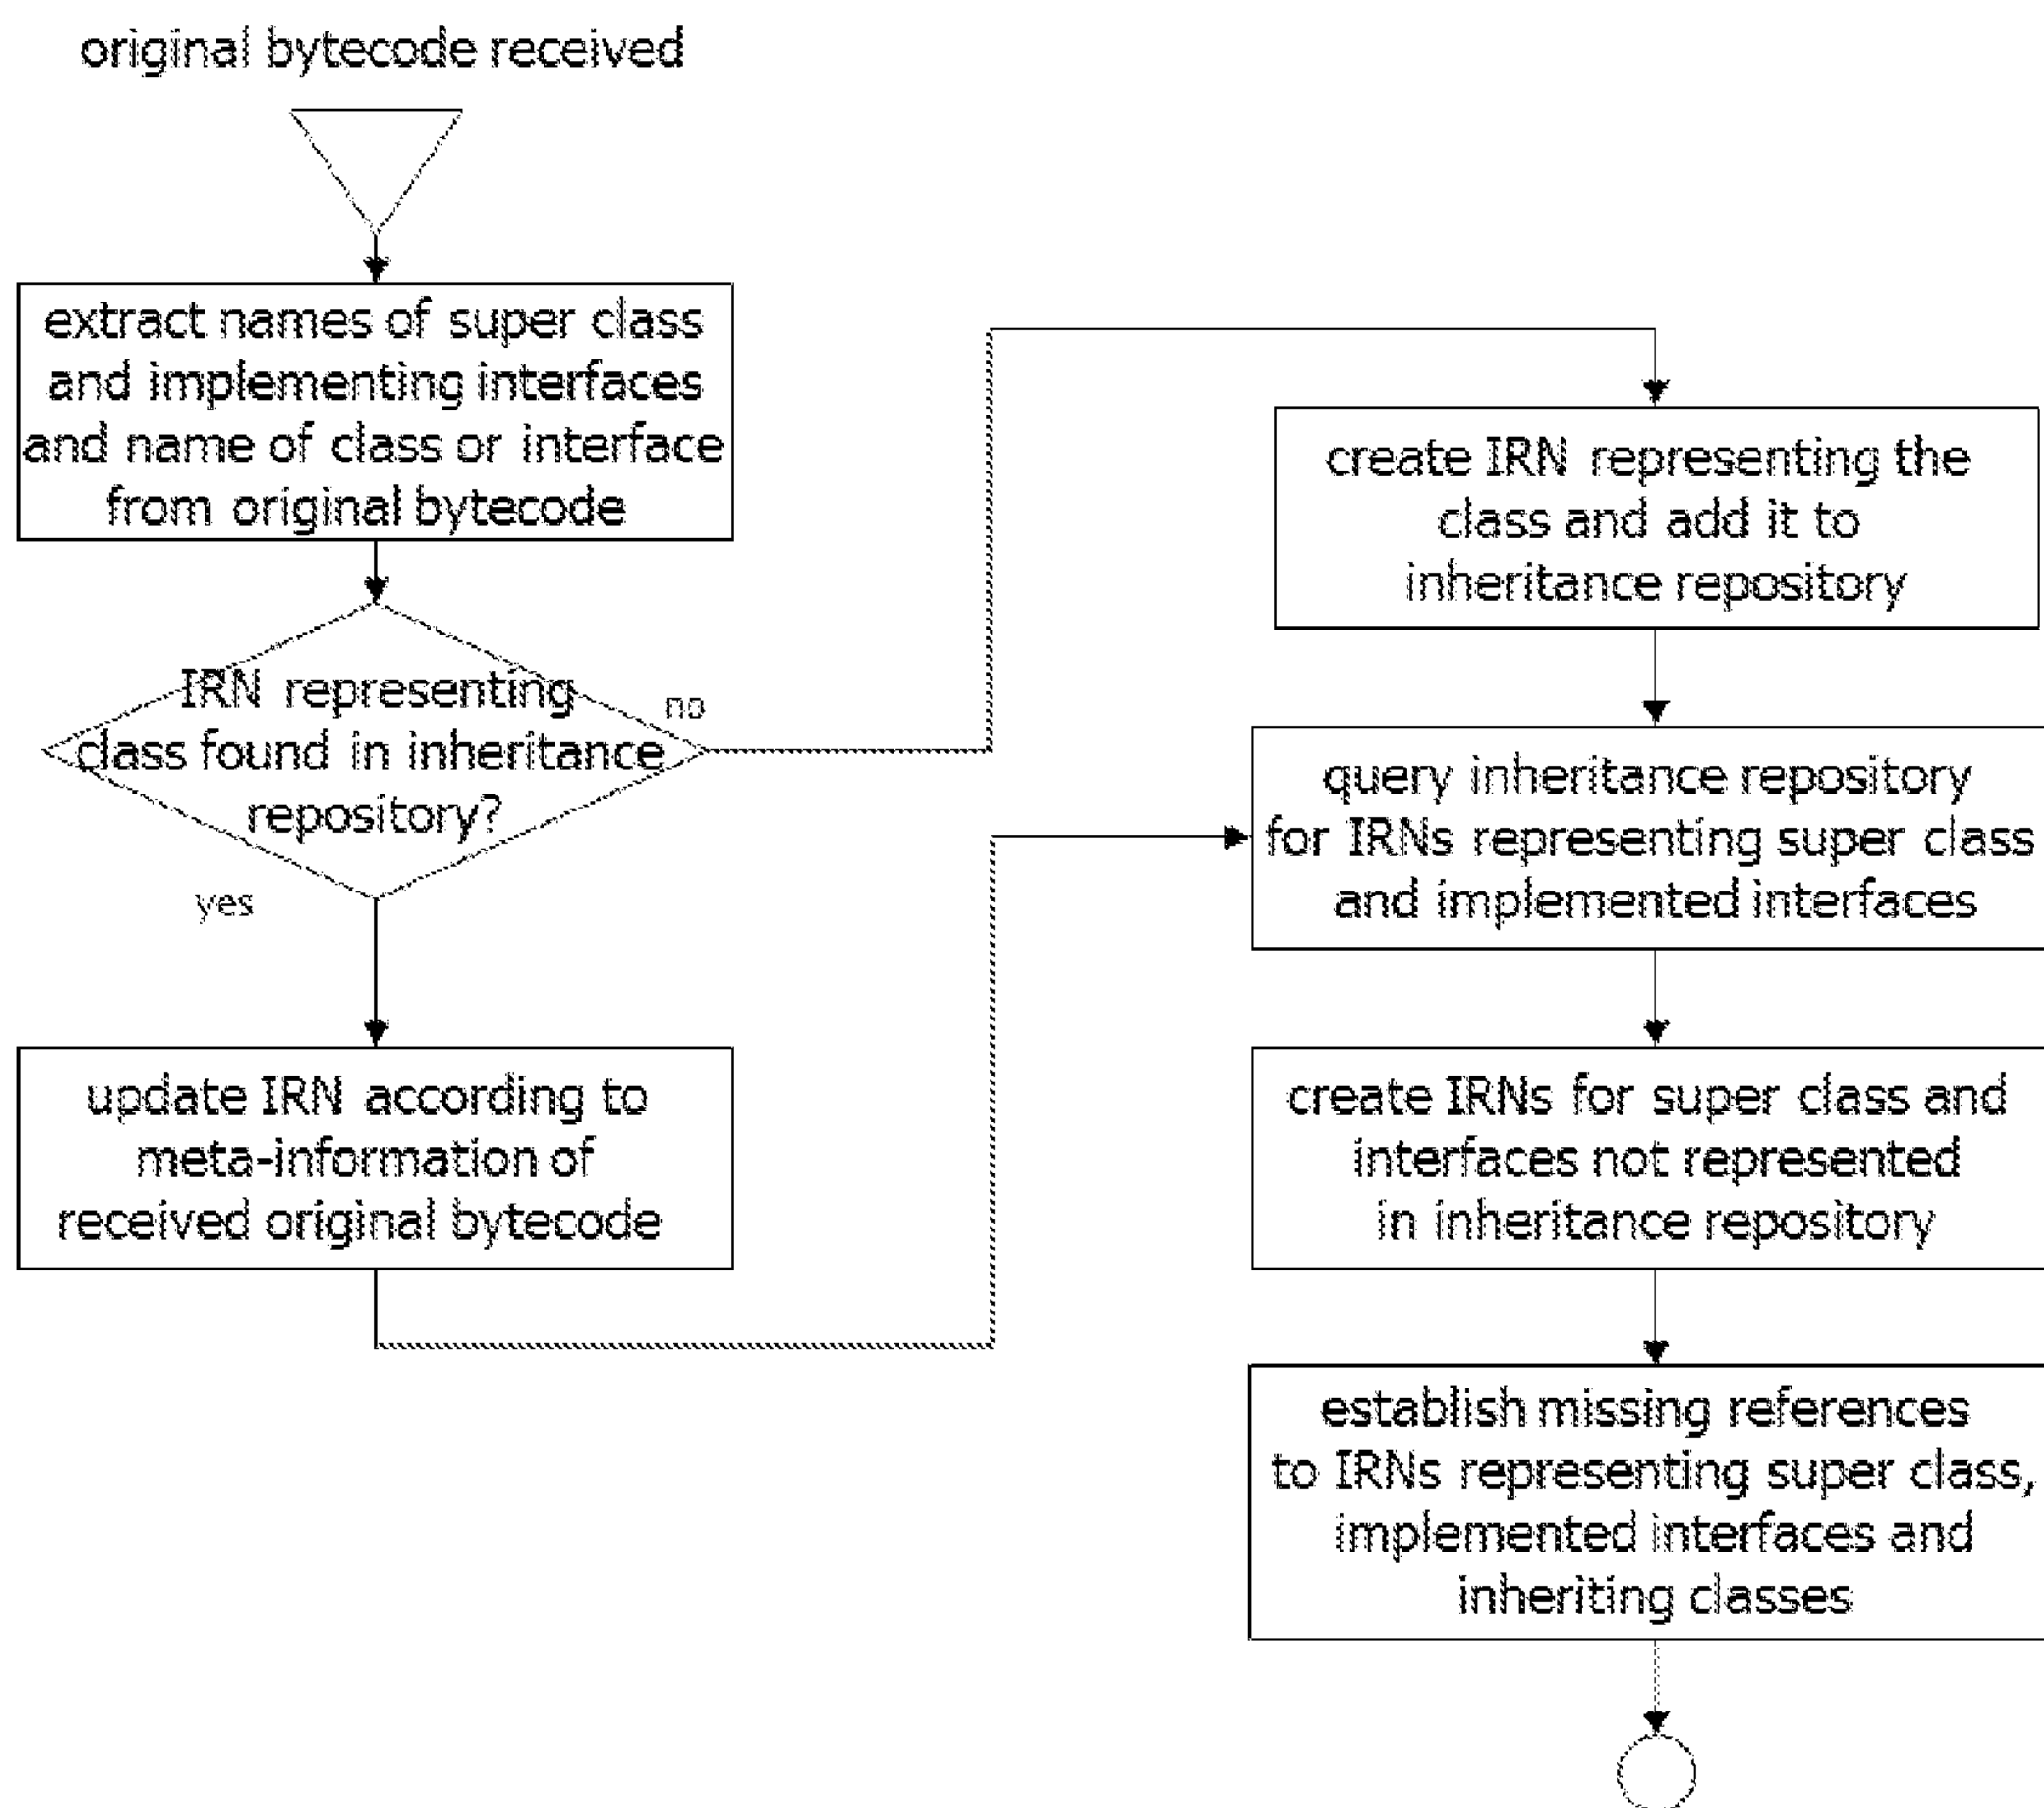 original bytecode received
extract names of super class
and implementing interfaces
and name of class or interface
from original bytecode
IRN representing
class found in inheritance
repository?
no
yes
update IRN according to
meta-information of
received original bytecode
create IRN representing the
class and add it to
inheritance repository
query inheritance repository
for IRNs representing super class
and implemented interfaces
create IRNs for super class and
interfaces not represented
in inheritance repository
establish missing references
to IRNs representing super class,
implemented interfaces and
inheriting classes